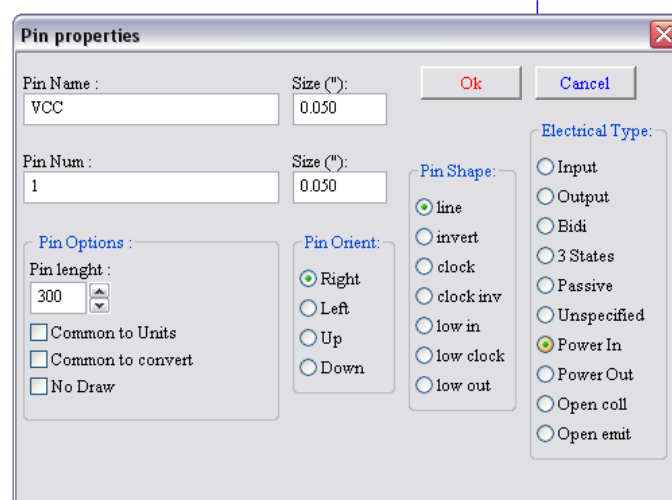 Pin properties
Pin Name :
VCC
Size ("):
0.050
Ok
Cancel
Pin Num :
1
Size ("):
0.050
Pin Options :
Pin lenght :
300
Common to Units
Common to convert
No Draw
Pin Orient:
Right
Left
Up
Down
Pin Shape:
line
invert
clock
clock inv
low in
low clock
low out
Electrical Type:
Input
Output
Bidi
3 States
Passive
Unspecified
Power In
Power Out
Open coll
Open emit